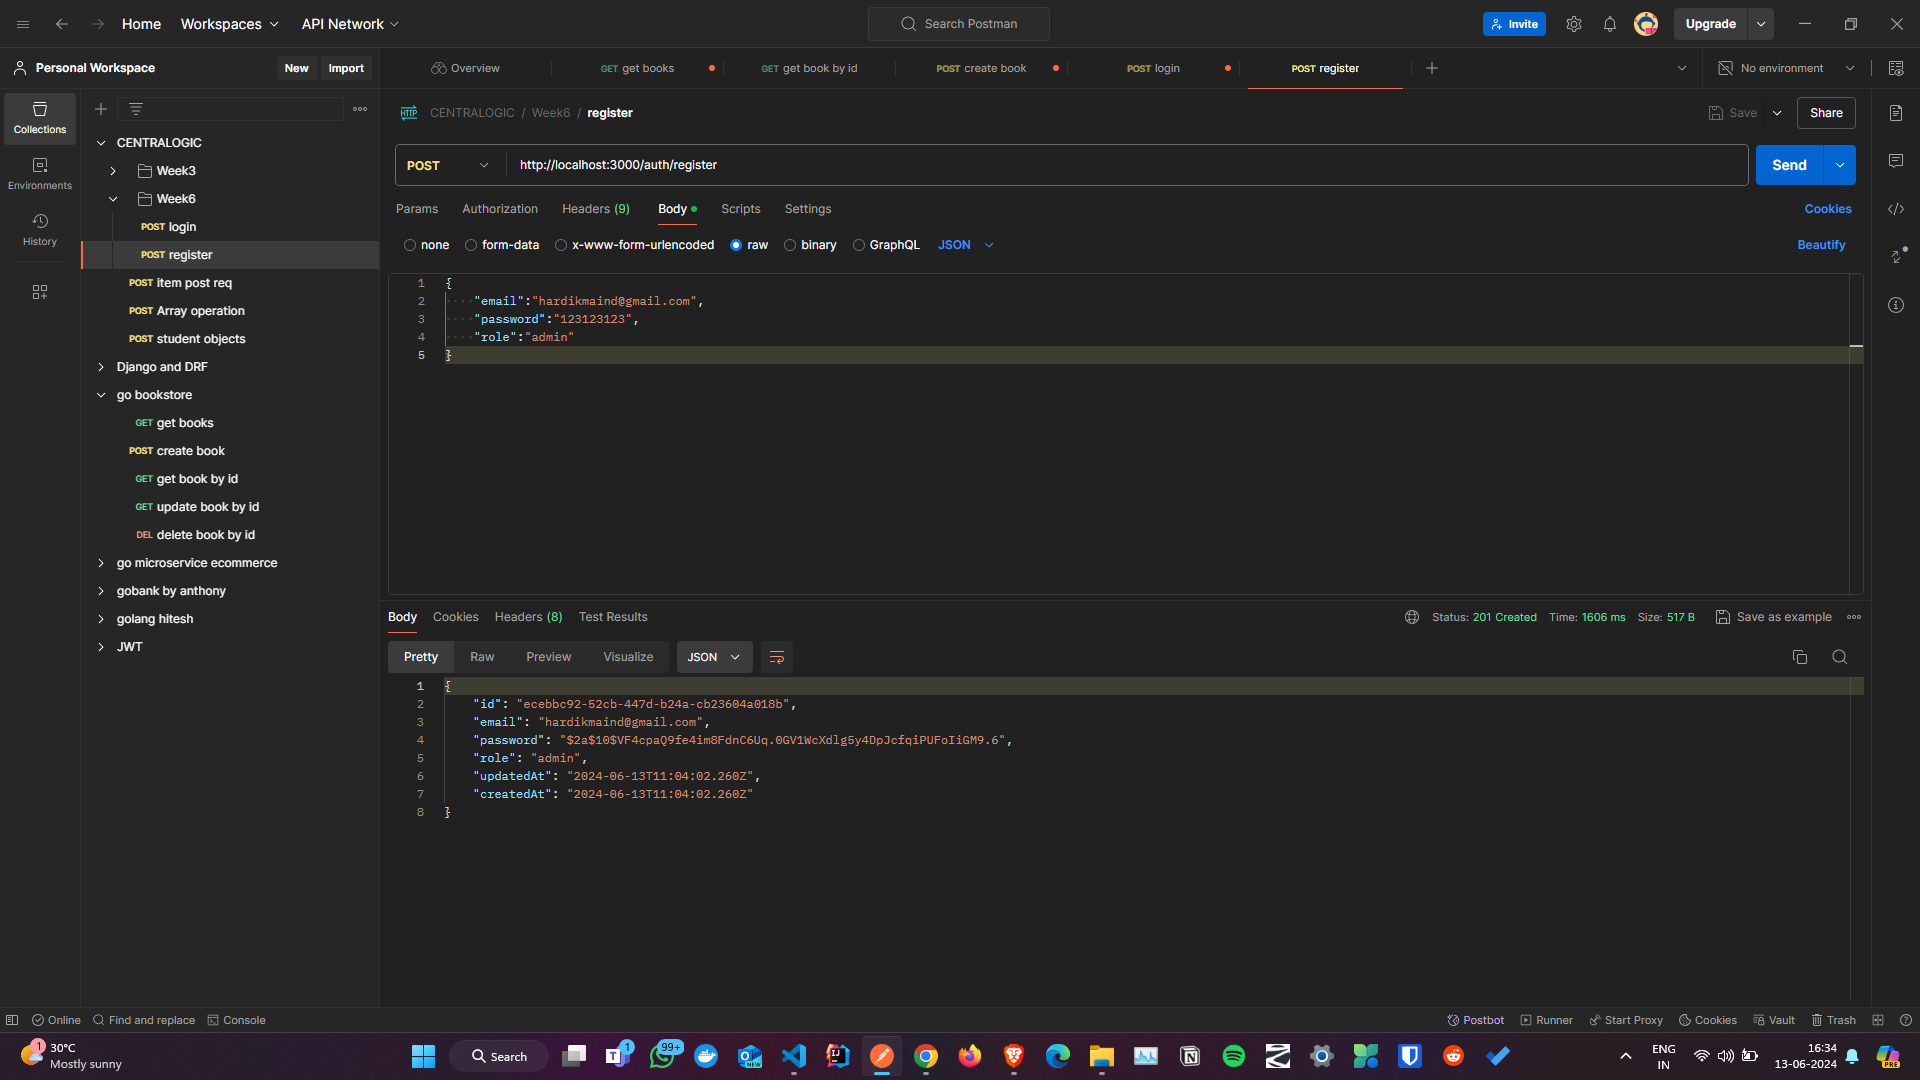 Home Workspaces API Network Search Postman Invite Upgrade
Personal Workspace New Import Overview GET get books GET get book by id POST create book POST login POST register No environment
Collections
Environments
History
CENTRALOGIC
Week3
Week6
POST login
POST register
POST item post req
POST Array operation
POST student objects
Django and DRF
go bookstore
GET get books
POST create book
GET get book by id
GET update book by id
DEL delete book by id
go microservice ecommerce
gobank by anthony
golang hitesh
JWT
HTTP CENTRALOGIC / Week6 / register Save Share
POST http://localhost:3000/auth/register Send
Params Authorization Headers (9) Body Scripts Settings Cookies
none form-data x-www-form-urlencoded raw binary GraphQL JSON Beautify
1 {
2 "email":"hardikmaind@gmail.com",
3 "password":"123123123",
4 "role":"admin"
5 }
Body Cookies Headers (8) Test Results Status: 201 Created Time: 1606 ms Size: 517 B Save as example
Pretty Raw Preview Visualize JSON
1 {
2 "id": "ecebbc92-52cb-447d-b24a-cb23604a018b",
3 "email": "hardikmaind@gmail.com",
4 "password": "$2a$10$VF4cpaQ9fe4im8FdnC6Uq.0GV1WcXdlg5y4DpJcfqiPUFoIiGM9.6",
5 "role": "admin",
6 "updatedAt": "2024-06-13T11:04:02.260Z",
7 "createdAt": "2024-06-13T11:04:02.260Z"
8 }
Online Find and replace Console Postbot Runner Start Proxy Cookies Vault Trash
1 30°C
Mostly sunny
Search 1 99+ NEW
ENG
IN
16:34
13-06-2024
PRE